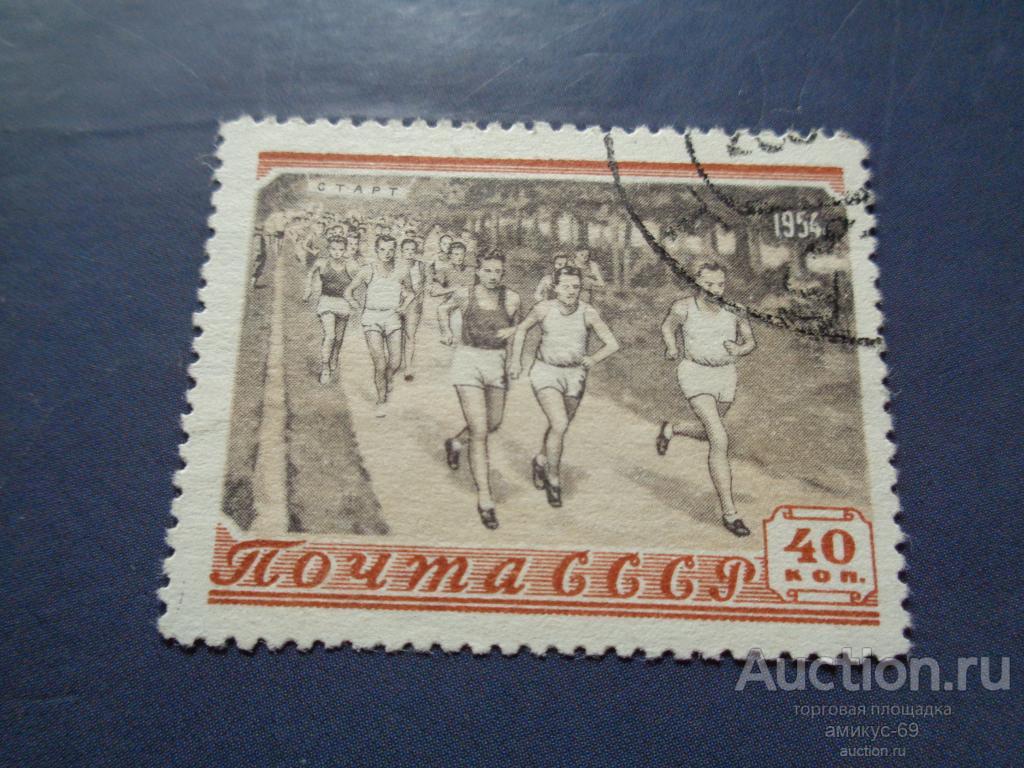 СТАРТ
1954
Почта СССР
40
коп.
Auction.ru
торговая площадка
амикус-69
auction.ru